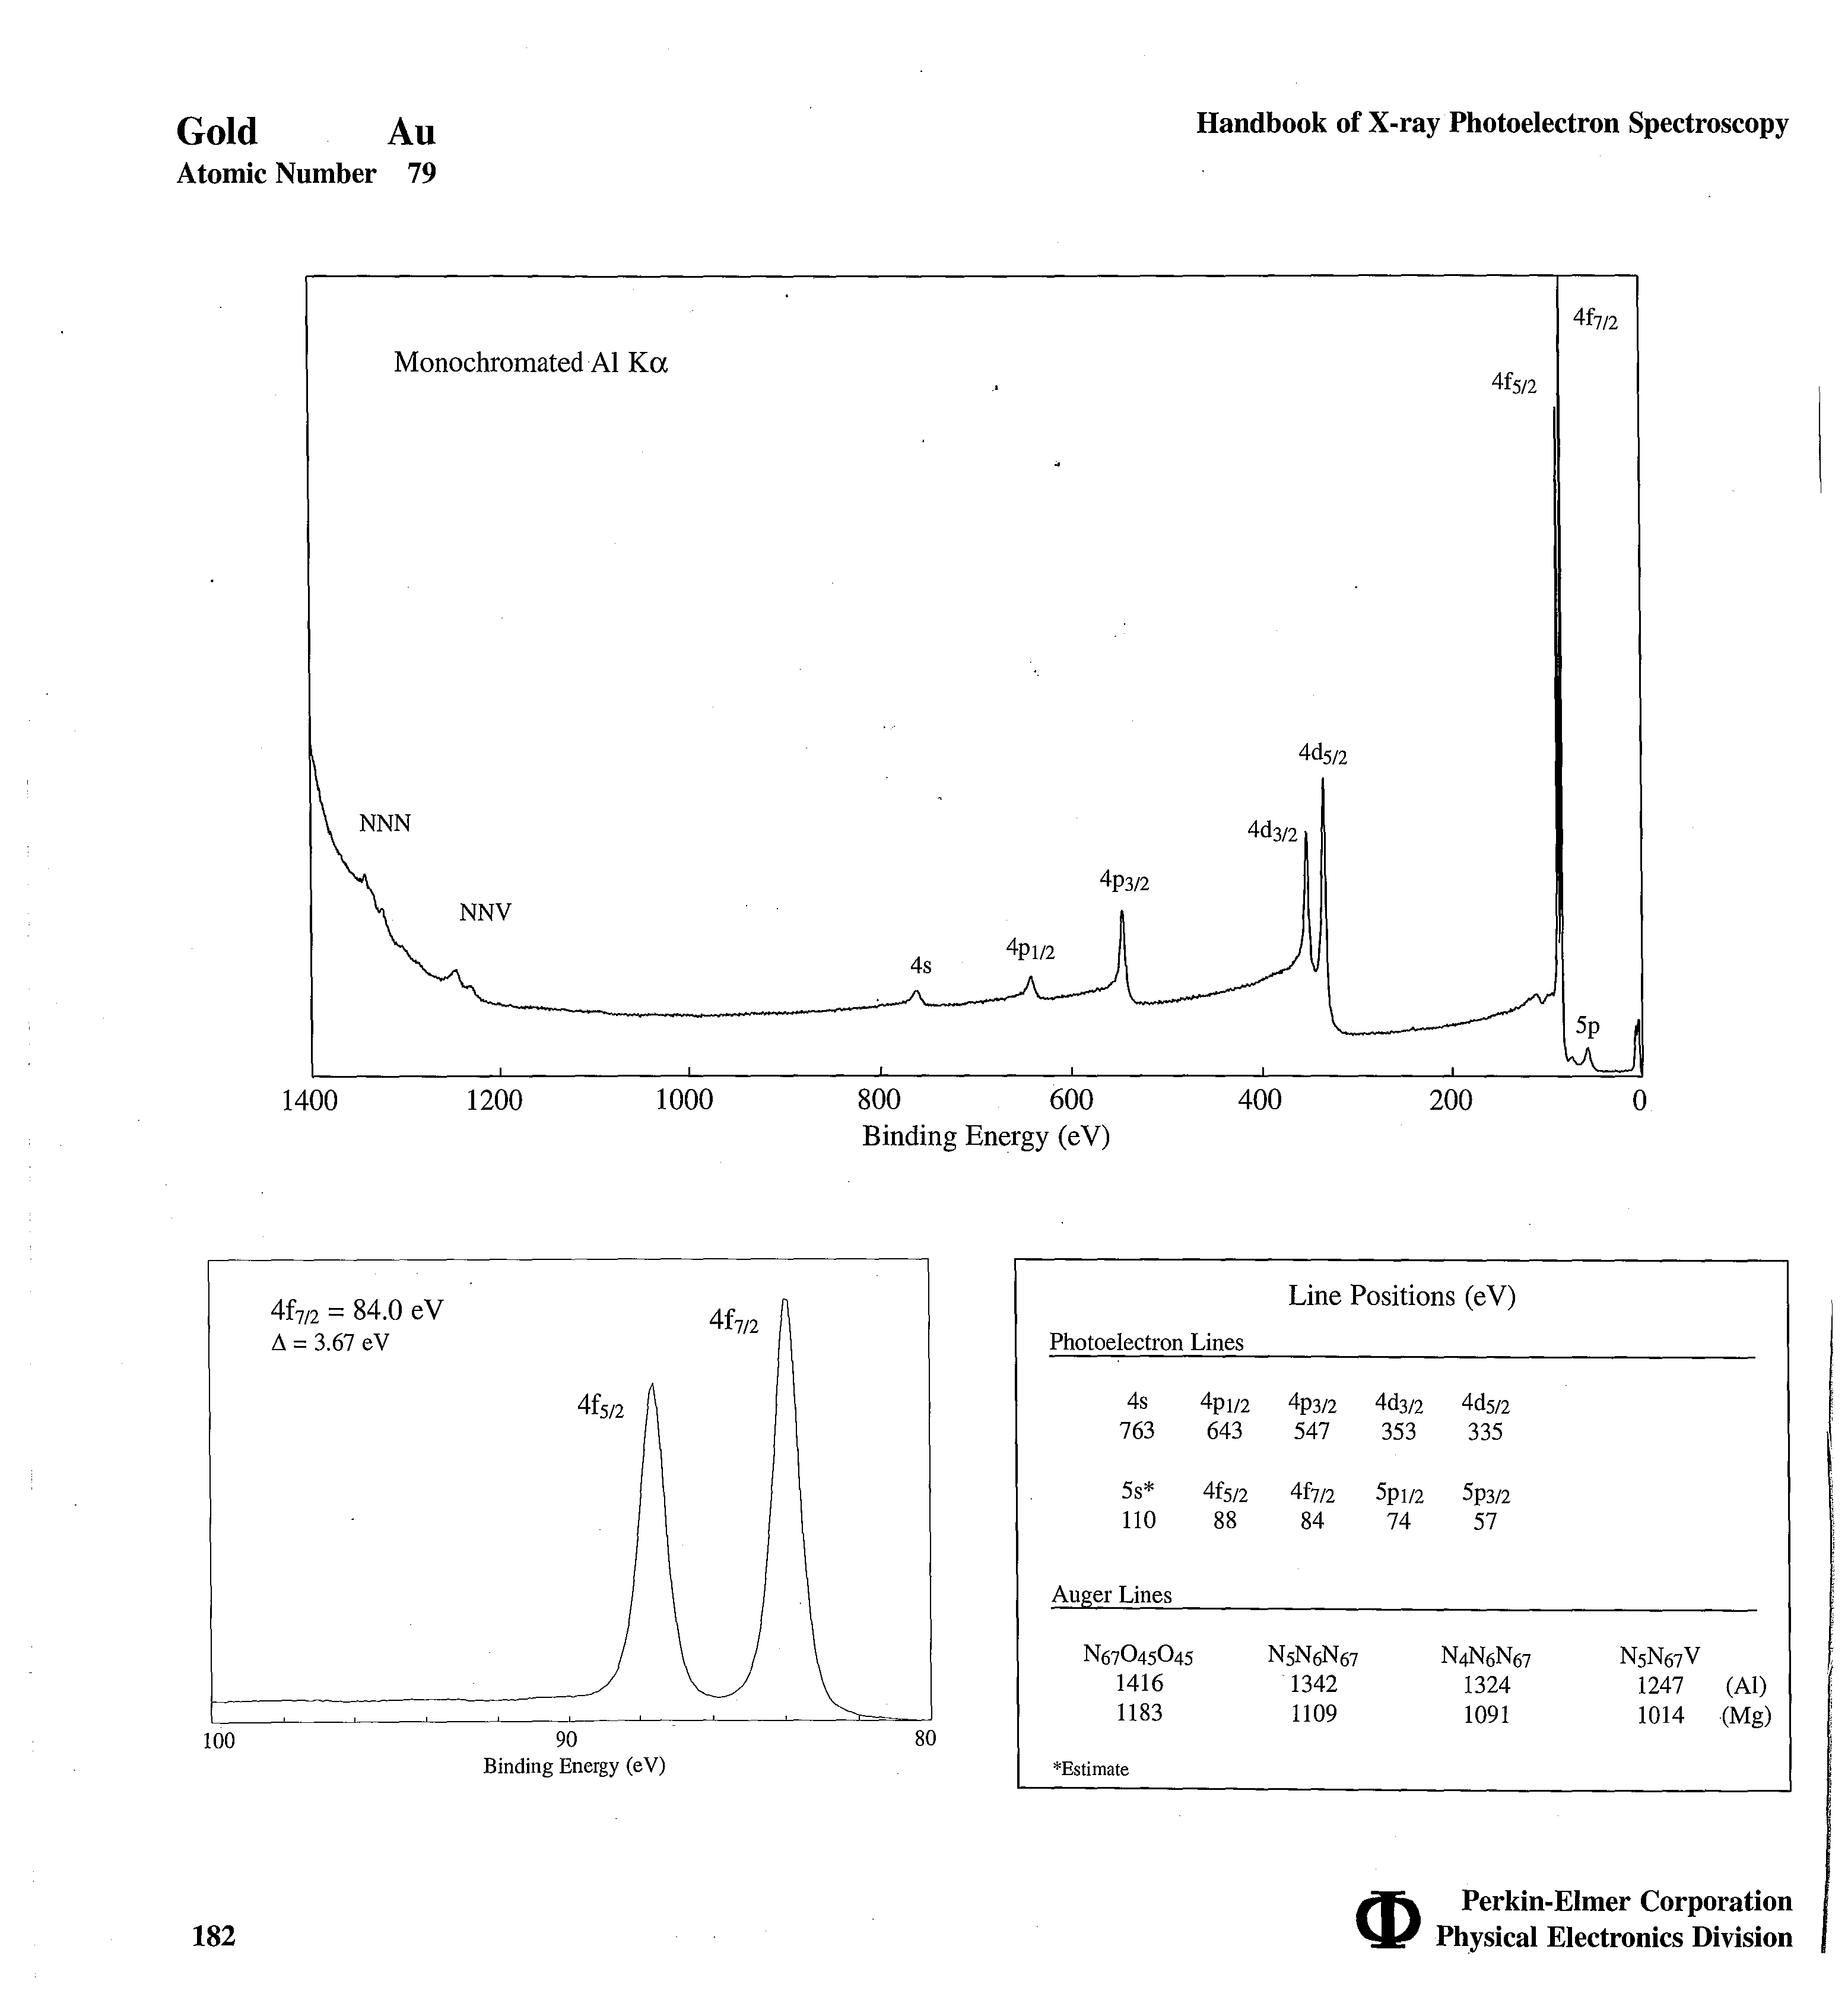 Gold Au
Atomic Number 79
Handbook of X-ray Photoelectron Spectroscopy
Monochromated Al Kα
4f7/2
4f5/2
4d5/2
4d3/2
4p3/2
4p1/2
4s
NNN
NNV
5p
1400 1200 1000 800 600 400 200 0
Binding Energy (eV)
4f7/2 = 84.0 eV
Δ = 3.67 eV
4f7/2
4f5/2
100 90 80
Binding Energy (eV)
Line Positions (eV)
Photoelectron Lines
4s 4p1/2 4p3/2 4d3/2 4d5/2
763 643 547 353 335
5s* 4f5/2 4f7/2 5p1/2 5p3/2
110 88 84 74 57
Auger Lines
N67O45O45 N5N6N67 N4N6N67 N5N67V
1416 1342 1324 1247 (Al)
1183 1109 1091 1014 (Mg)
*Estimate
182
Perkin-Elmer Corporation
Physical Electronics Division